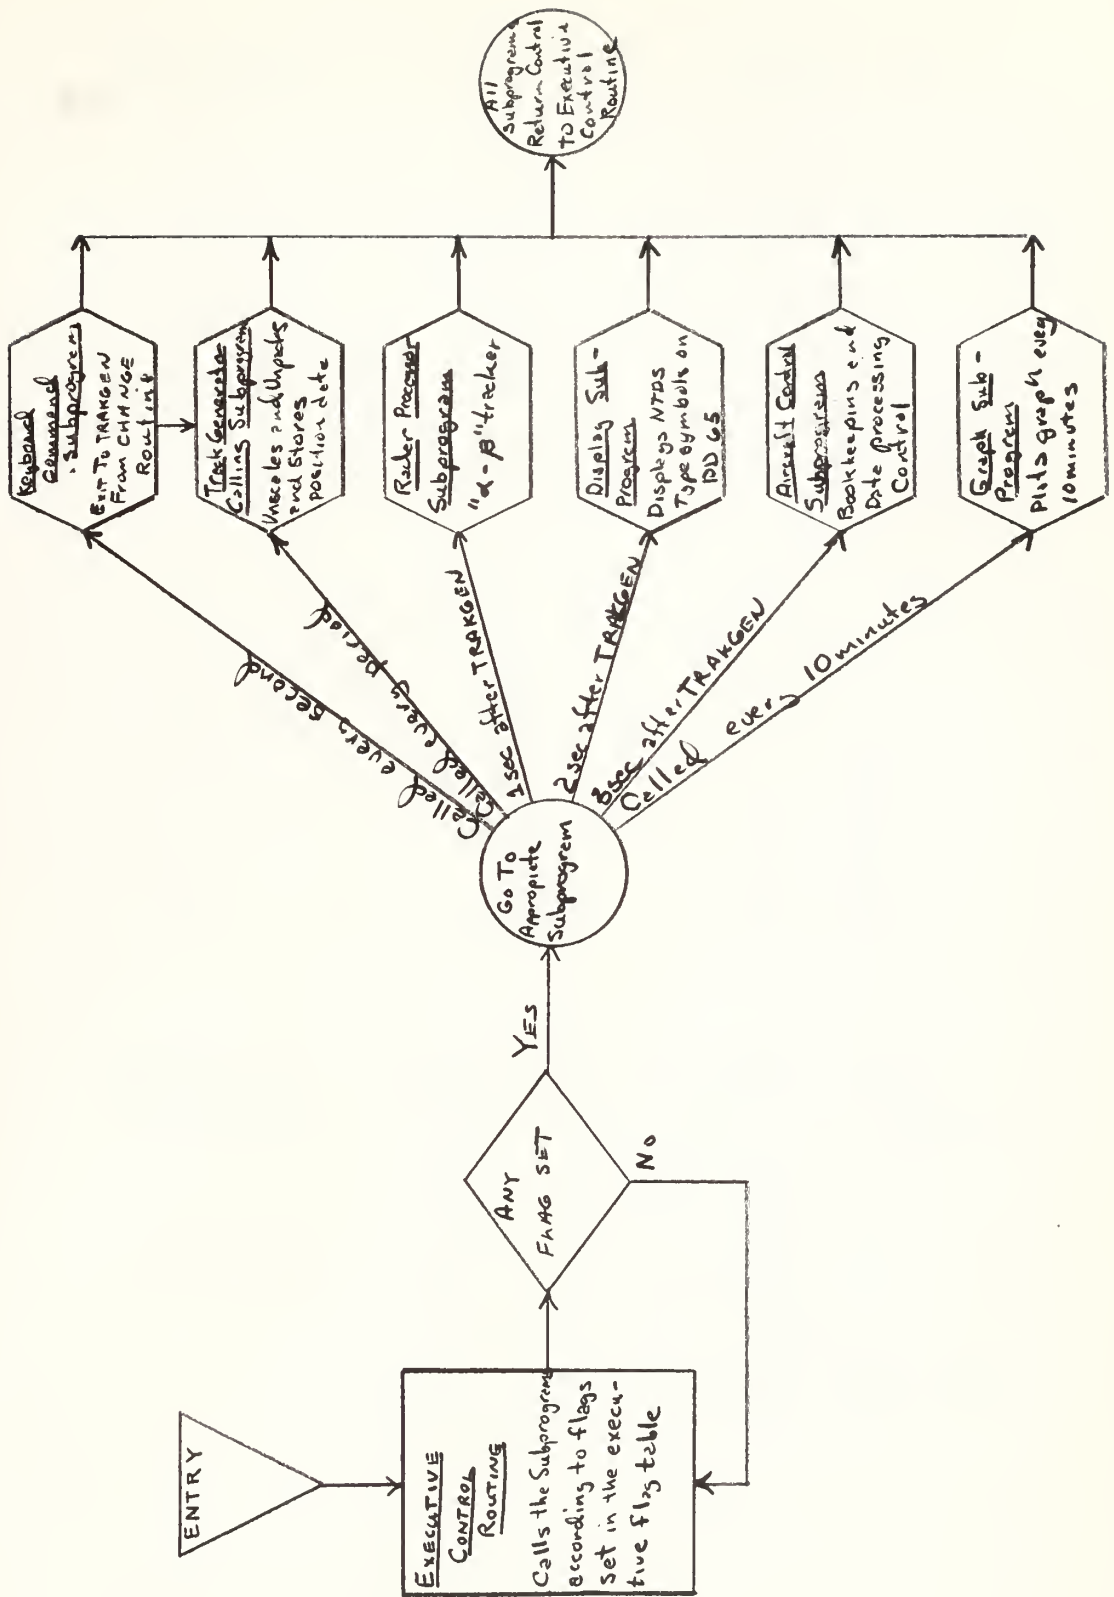 ENTRY
EXECUTIVE
CONTROL
ROUTINE
Calls the Subprograms
according to flags
set in the execu-
tive flag table
ANY
FLAG SET
YES
NO
GO TO
Appropiate
Subprogram
Called every second
Called every period
1 sec after TRAKGEN
2 sec after TRAKGEN
3 sec after TRAKGEN
Called every 10 minutes
Keyboard
Command
Subprogram
Exit To TRAKGEN
From CHANGE
Routine
Track Generator
Calling Subprogram
Unscales and Unpacks
and Stores
position data
Radar Processor
Subprogram
"α-β" tracker
Display Sub-
Program
Displays NTDS
Type symbols on
DD 65
Aircraft Control
Subprogram
Bookkeeping and
Data processing
Control
Graph Sub-
Program
Plots graph every
10 minutes
All
Subprograms
Return Control
to Executive
Control
Routine